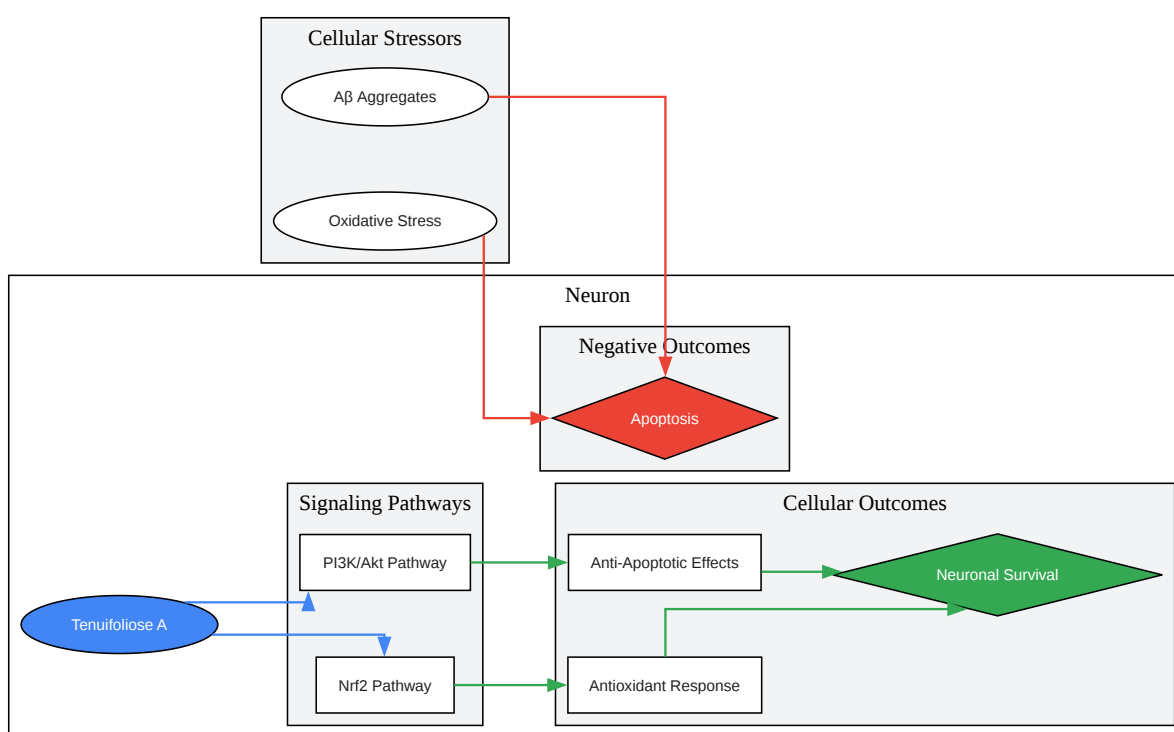 Cellular Stressors
Aβ Aggregates
Oxidative Stress
Neuron
Negative Outcomes
Apoptosis
Signaling Pathways
Cellular Outcomes
PI3K/Akt Pathway
Anti-Apoptotic Effects
Neuronal Survival
Tenuifoliose A
Nrf2 Pathway
Antioxidant Response